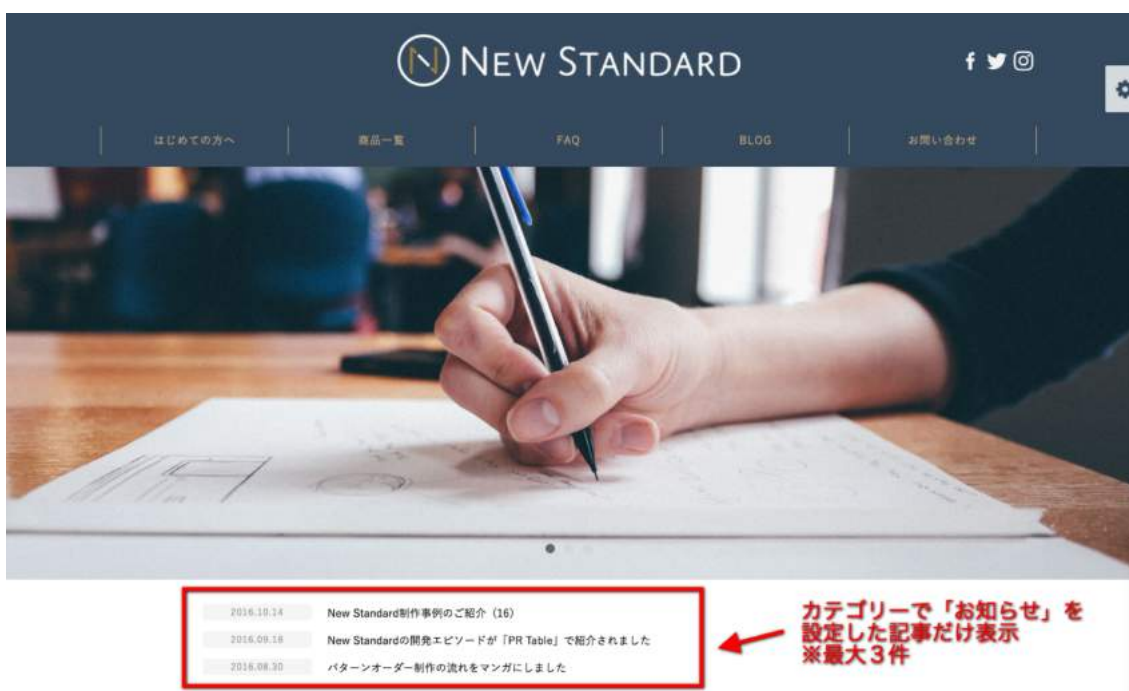 NEW STANDARD
はじめての方へ
商品一覧
FAQ
BLOG
お問い合わせ
2016.10.14 New Standard制作事例のご紹介（16）
2016.09.18 New Standardの開発エピソードが「PR Table」で紹介されました
2016.08.30 パターンオーダー制作の流れをマンガにしました
カテゴリーで「お知らせ」を
設定した記事だけ表示
※最大３件